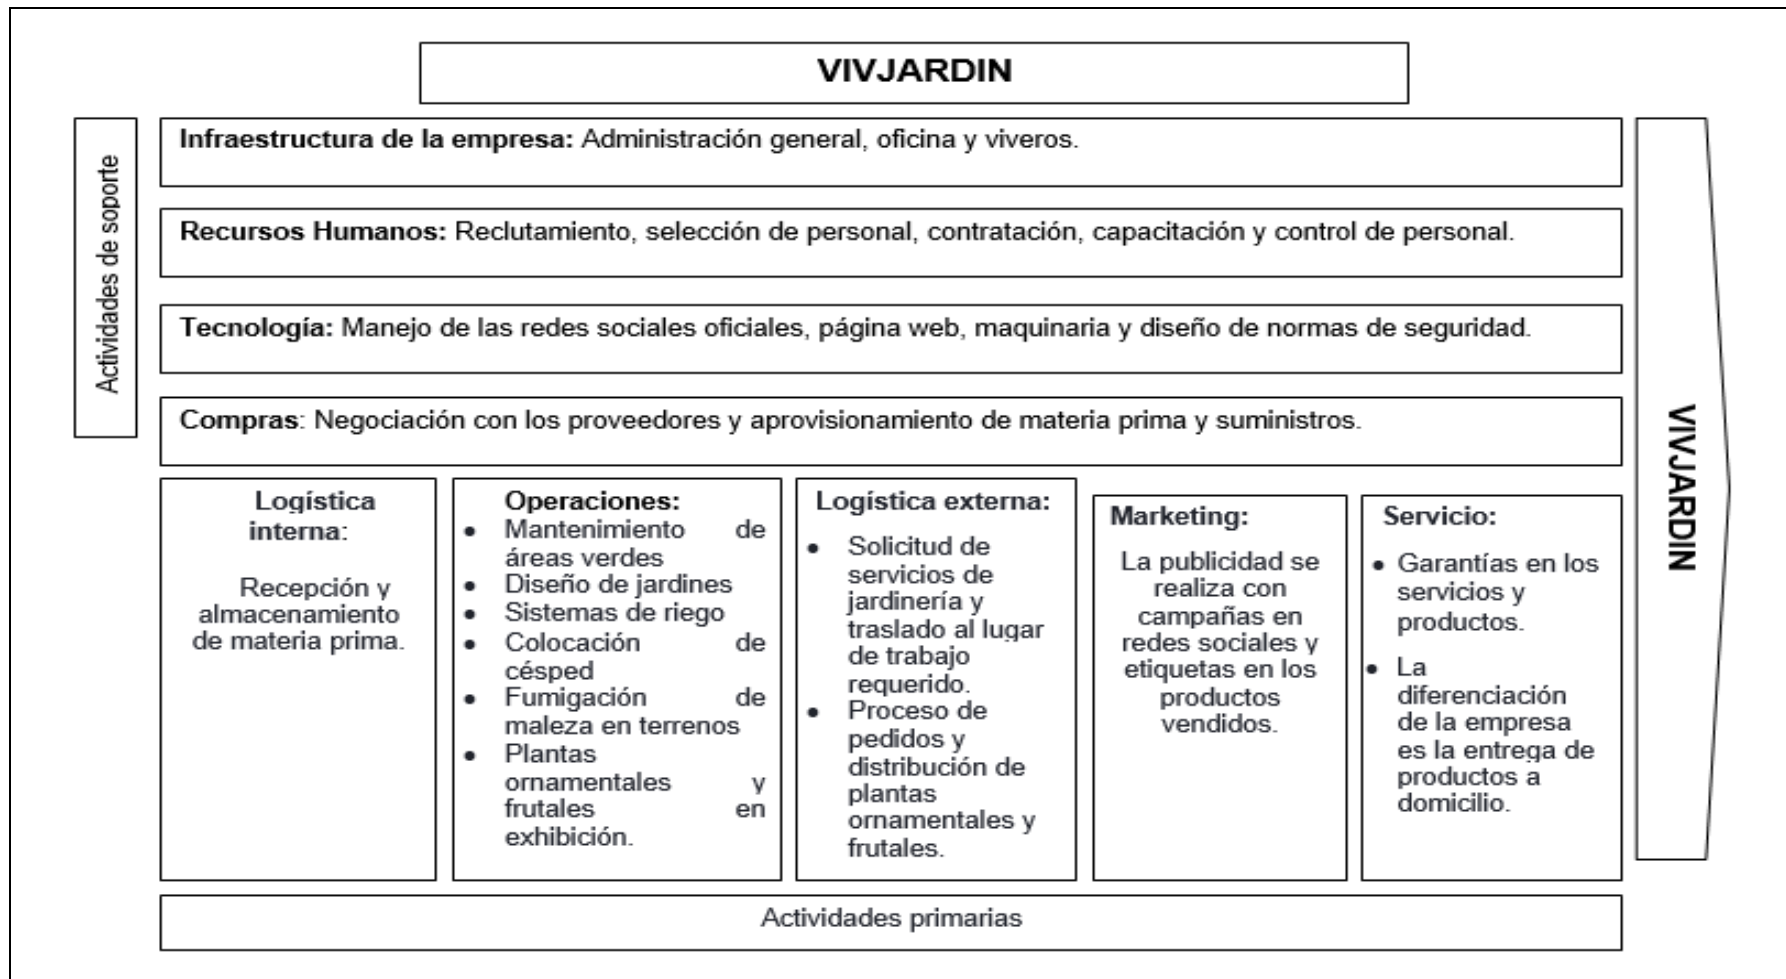 VIVJARDIN
Actividades de soporte
Infraestructura de la empresa: Administración general, oficina y viveros.
Recursos Humanos: Reclutamiento, selección de personal, contratación, capacitación y control de personal.
Tecnología: Manejo de las redes sociales oficiales, página web, maquinaria y diseño de normas de seguridad.
Compras: Negociación con los proveedores y aprovisionamiento de materia prima y suministros.
Logística
interna:
Recepción y
almacenamiento
de materia prima.
Operaciones:
• Mantenimiento de
áreas verdes
• Diseño de jardines
• Sistemas de riego
• Colocación de
césped
• Fumigación de
maleza en terrenos
• Plantas
ornamentales y
frutales en
exhibición.
Logística externa:
• Solicitud de
servicios de
jardinería y
traslado al lugar
de trabajo
requerido.
• Proceso de
pedidos y
distribución de
plantas
ornamentales y
frutales.
Marketing:
La publicidad se
realiza con
campañas en
redes sociales y
etiquetas en los
productos
vendidos.
Servicio:
• Garantías en los
servicios y
productos.
• La
diferenciación
de la empresa
es la entrega de
productos a
domicilio.
VIVJARDIN
Actividades primarias